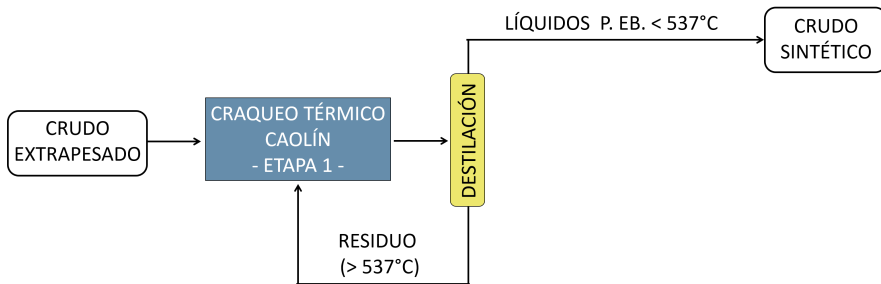 LÍQUIDOS P. EB. < 537°C
CRUDO
SINTÉTICO
CRUDO
EXTRAPESADO
CRAQUEO TÉRMICO
CAOLÍN
- ETAPA 1 -
DESTILACIÓN
RESIDUO
(> 537°C)